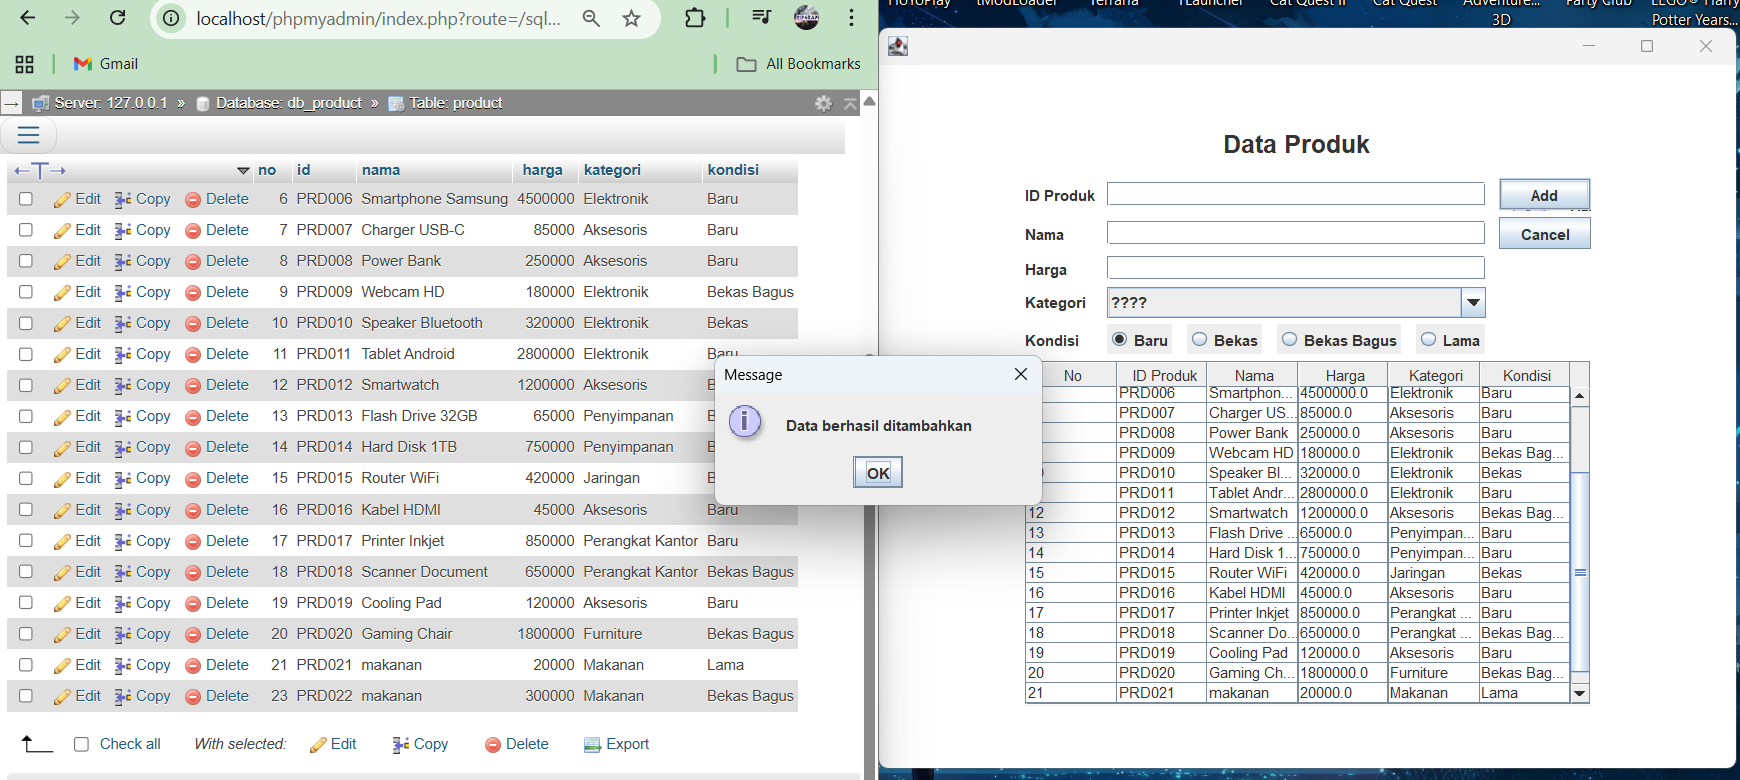 localhost/phpmyadmin/index.php?route=/sql...
Gmail
All Bookmarks
Server: 127.0.0.1 » Database: db_product » Table: product
no id nama harga kategori kondisi
Edit Copy Delete 6 PRD006 Smartphone Samsung 4500000 Elektronik Baru
Edit Copy Delete 7 PRD007 Charger USB-C 85000 Aksesoris Baru
Edit Copy Delete 8 PRD008 Power Bank 250000 Aksesoris Baru
Edit Copy Delete 9 PRD009 Webcam HD 180000 Elektronik Bekas Bagus
Edit Copy Delete 10 PRD010 Speaker Bluetooth 320000 Elektronik Bekas
Edit Copy Delete 11 PRD011 Tablet Android 2800000 Elektronik Baru
Edit Copy Delete 12 PRD012 Smartwatch 1200000 Aksesoris
Edit Copy Delete 13 PRD013 Flash Drive 32GB 65000 Penyimpanan
Edit Copy Delete 14 PRD014 Hard Disk 1TB 750000 Penyimpanan
Edit Copy Delete 15 PRD015 Router WiFi 420000 Jaringan
Edit Copy Delete 16 PRD016 Kabel HDMI 45000 Aksesoris Baru
Edit Copy Delete 17 PRD017 Printer Inkjet 850000 Perangkat Kantor Baru
Edit Copy Delete 18 PRD018 Scanner Document 650000 Perangkat Kantor Bekas Bagus
Edit Copy Delete 19 PRD019 Cooling Pad 120000 Aksesoris Baru
Edit Copy Delete 20 PRD020 Gaming Chair 1800000 Furniture Bekas Bagus
Edit Copy Delete 21 PRD021 makanan 20000 Makanan Lama
Edit Copy Delete 23 PRD022 makanan 300000 Makanan Bekas Bagus
Check all With selected: Edit Copy Delete Export
Message
Data berhasil ditambahkan
OK
HoYoPlay tModLoader Terraria TLauncher Cat Quest II Cat Quest Adventure... 3D Party Club LEGO® Harry Potter Years...
Data Produk
ID Produk Add
Nama Cancel
Harga
Kategori ????
Kondisi Baru Bekas Bekas Bagus Lama
No ID Produk Nama Harga Kategori Kondisi
PRD006 Smartphon... 4500000.0 Elektronik Baru
PRD007 Charger US... 85000.0 Aksesoris Baru
PRD008 Power Bank 250000.0 Aksesoris Baru
PRD009 Webcam HD 180000.0 Elektronik Bekas Bag...
PRD010 Speaker Bl... 320000.0 Elektronik Bekas
PRD011 Tablet Andr... 2800000.0 Elektronik Baru
12 PRD012 Smartwatch 1200000.0 Aksesoris Bekas Bag...
13 PRD013 Flash Drive ... 65000.0 Penyimpan... Baru
14 PRD014 Hard Disk 1... 750000.0 Penyimpan... Baru
15 PRD015 Router WiFi 420000.0 Jaringan Bekas
16 PRD016 Kabel HDMI 45000.0 Aksesoris Baru
17 PRD017 Printer Inkjet 850000.0 Perangkat ... Baru
18 PRD018 Scanner Do... 650000.0 Perangkat ... Bekas Bag...
19 PRD019 Cooling Pad 120000.0 Aksesoris Baru
20 PRD020 Gaming Ch... 1800000.0 Furniture Bekas Bag...
21 PRD021 makanan 20000.0 Makanan Lama